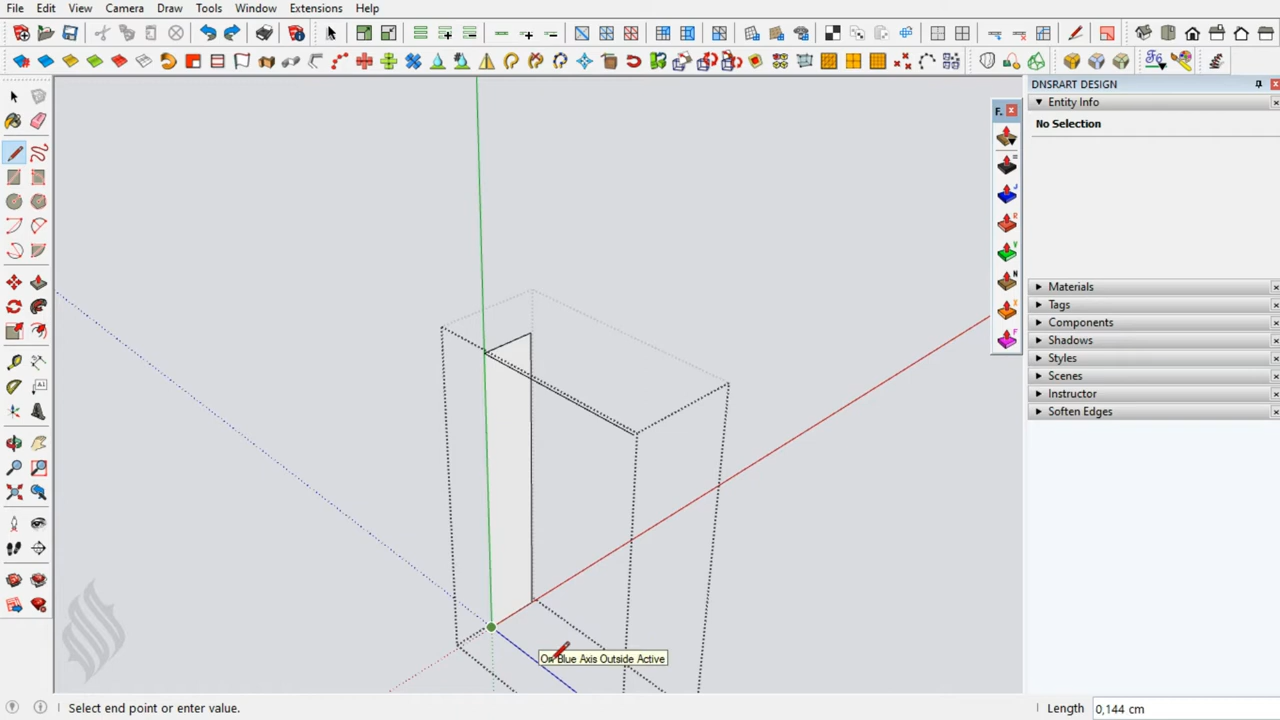 File Edit View Camera Draw Tools Window Extensions Help
DNSRART DESIGN
Entity Info
No Selection
F.
J
R
V
N
X
F
A1
Materials
Tags
Components
Shadows
Styles
Scenes
Instructor
Soften Edges
On Blue Axis Outside Active
Select end point or enter value.
Length 0,144 cm